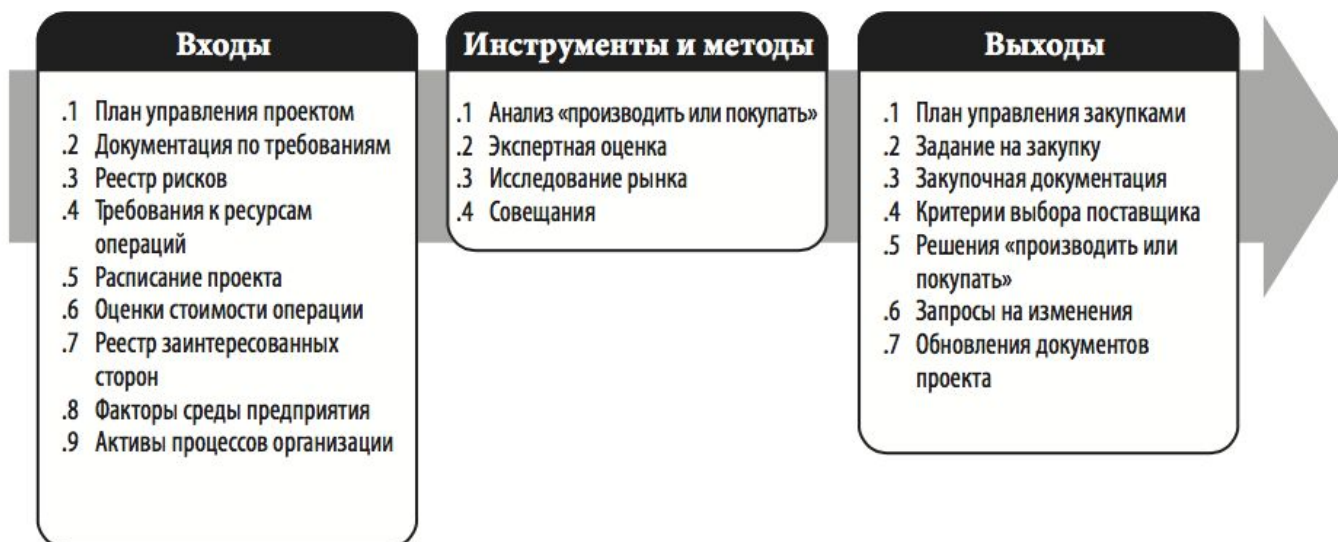 Входы
.1 План управления проектом
.2 Документация по требованиям
.3 Реестр рисков
.4 Требования к ресурсам
операций
.5 Расписание проекта
.6 Оценки стоимости операции
.7 Реестр заинтересованных
сторон
.8 Факторы среды предприятия
.9 Активы процессов организации
Инструменты и методы
.1 Анализ «производить или покупать»
.2 Экспертная оценка
.3 Исследование рынка
.4 Совещания
Выходы
.1 План управления закупками
.2 Задание на закупку
.3 Закупочная документация
.4 Критерии выбора поставщика
.5 Решения «производить или
покупать»
.6 Запросы на изменения
.7 Обновления документов
проекта